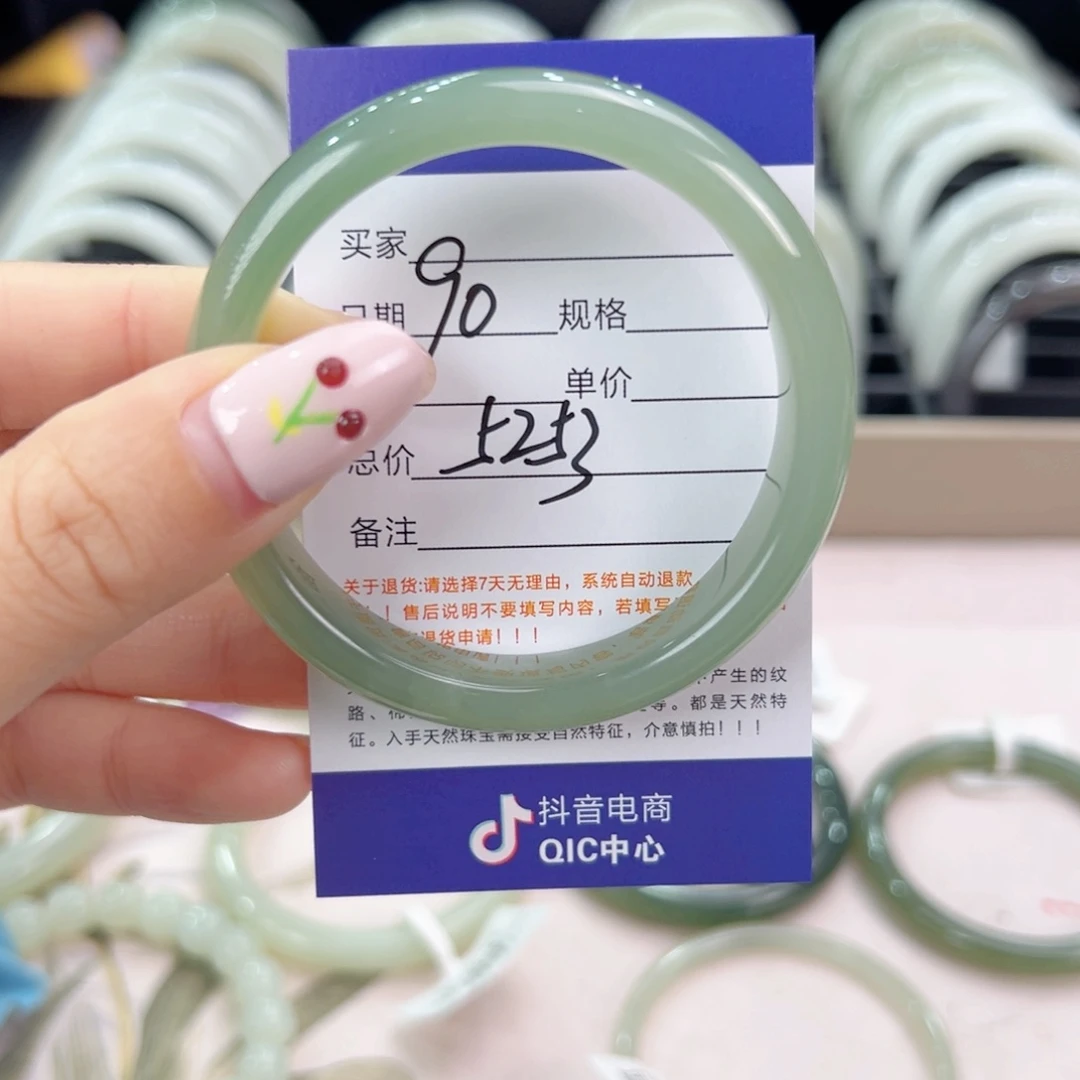 买家
90
日期 规格
单价
5253
总价
备注
关于退货:请选择7天无理由，系统自动退款
！售后说明不要填写内容，若填写
退货申请！！！
产生的纹
路、 等。都是天然特
征。入手天然珠宝需接受自然特征，介意慎拍！！！
抖音电商
QIC中心